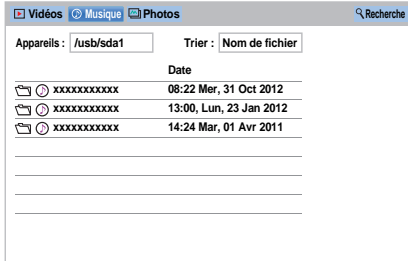 Vidéos Musique Photos Recherche
Appareils : /usb/sda1 Trier : Nom de fichier
Date
xxxxxxxxxxx 08:22 Mer, 31 Oct 2012
xxxxxxxxxxx 13:00, Lun, 23 Jan 2012
xxxxxxxxxxx 14:24 Mar, 01 Avr 2011